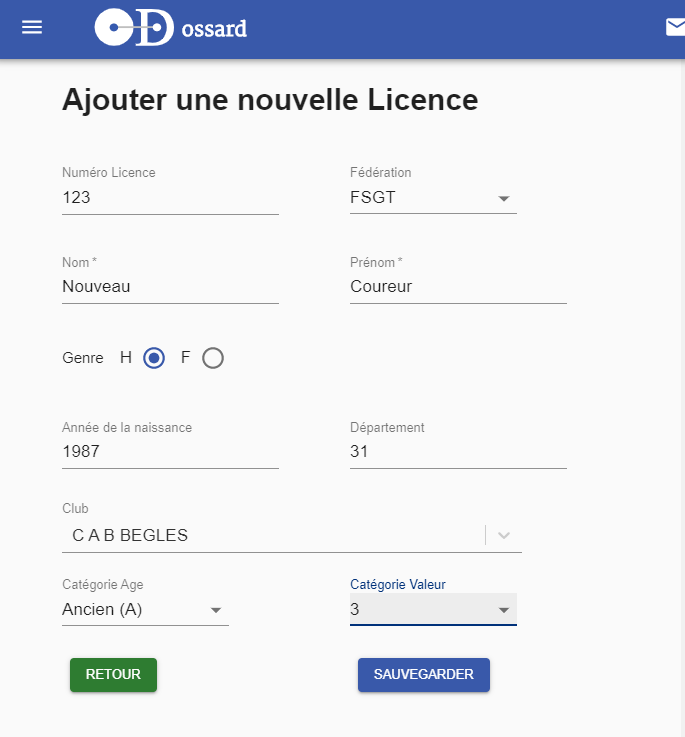 Dossard
Ajouter une nouvelle Licence
Numéro Licence Fédération
123 FSGT
Nom * Prénom *
Nouveau Coureur
Genre H F
Année de la naissance Département
1987 31
Club
C A B BEGLES
Catégorie Age Catégorie Valeur
Ancien (A) 3
RETOUR SAUVEGARDER